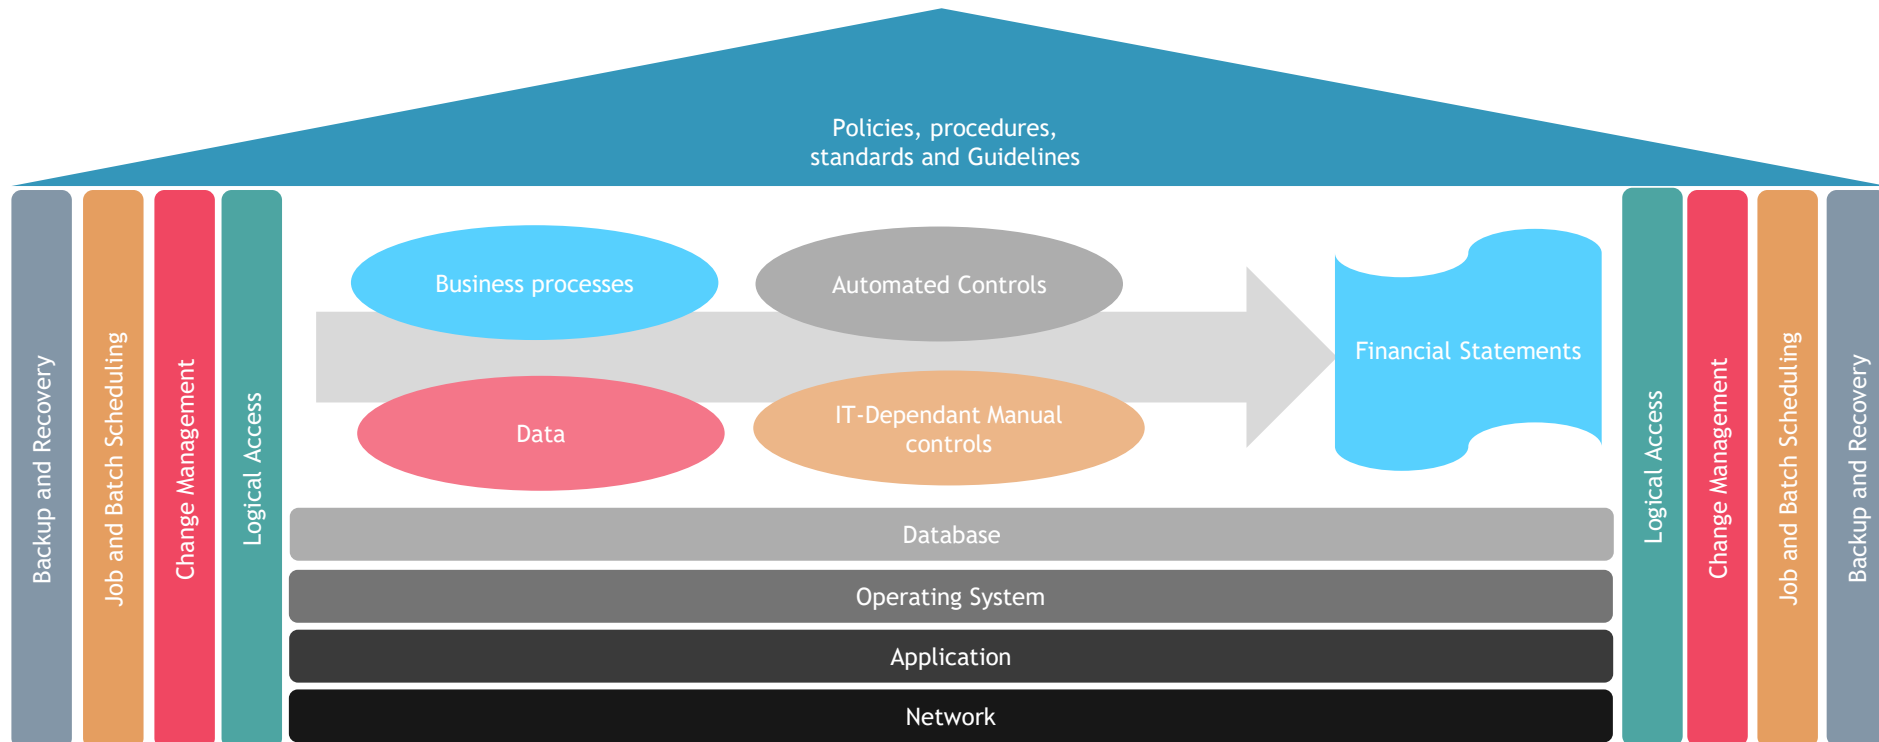 Policies, procedures,
standards and Guidelines
Backup and Recovery
Job and Batch Scheduling
Change Management
Logical Access
Business processes
Automated Controls
Data
IT-Dependant Manual
controls
Financial Statements
Database
Operating System
Application
Network
Logical Access
Change Management
Job and Batch Scheduling
Backup and Recovery